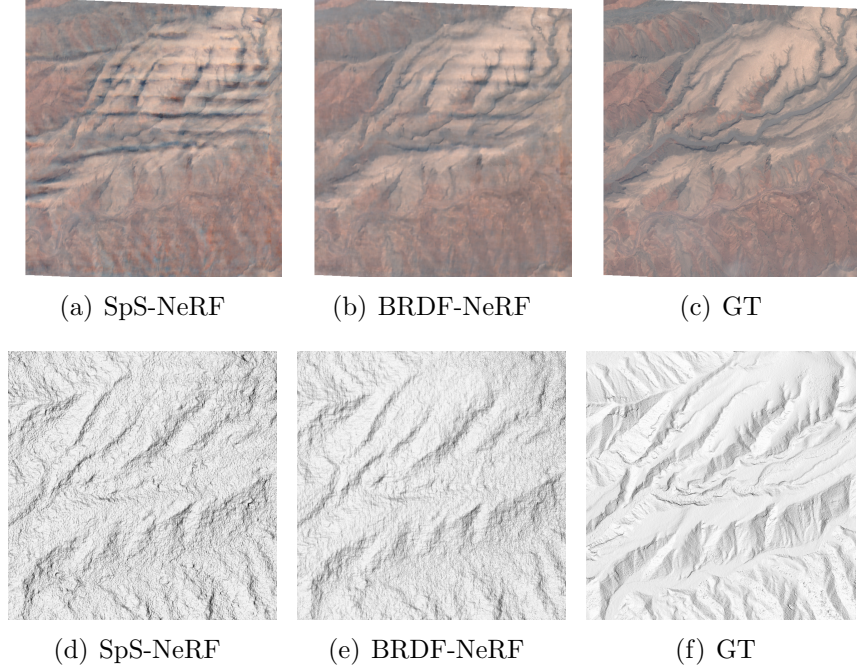 (a) SpS-NeRF
(b) BRDF-NeRF
(c) GT
(d) SpS-NeRF
(e) BRDF-NeRF
(f) GT